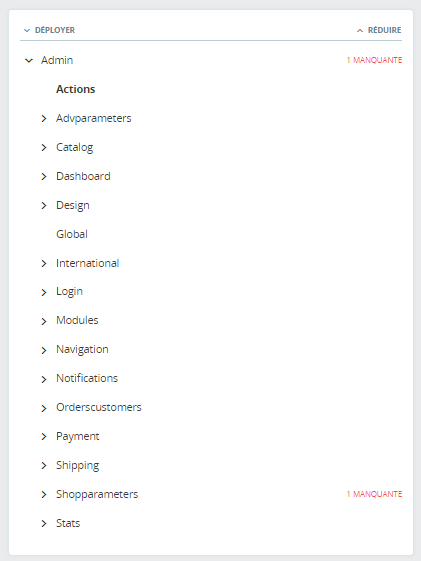 DÉPLOYER RÉDUIRE
Admin 1 MANQUANTE
Actions
Advparameters
Catalog
Dashboard
Design
Global
International
Login
Modules
Navigation
Notifications
Orderscustomers
Payment
Shipping
Shopparameters 1 MANQUANTE
Stats